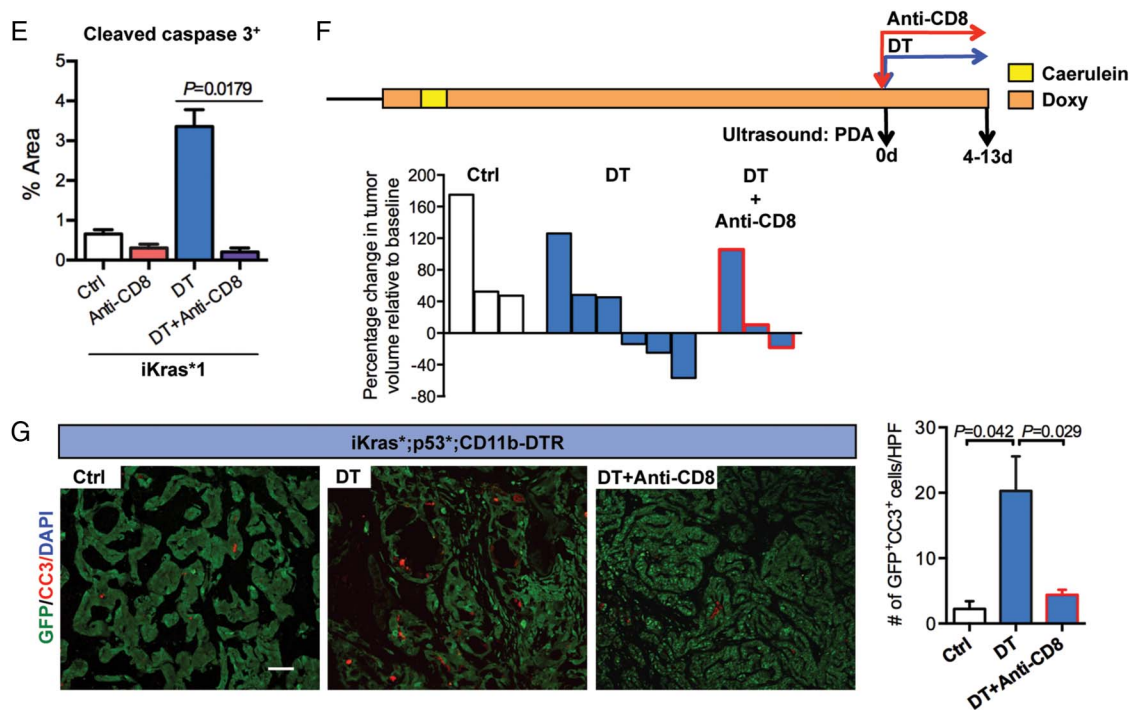 E
Cleaved caspase 3+
% Area
5
4
3
2
1
0
P=0.0179
Ctrl
Anti-CD8
DT
DT+Anti-CD8
iKras*1
F
Anti-CD8
DT
Caerulein
Doxy
Ultrasound: PDA
0d
4-13d
Percentage change in tumor
volume relative to baseline
200
160
120
80
40
0
-40
-80
Ctrl
DT
DT
+
Anti-CD8
G
iKras*;p53*;CD11b-DTR
GFP/CC3/DAPI
Ctrl
DT
DT+Anti-CD8
# of GFP+CC3+ cells/HPF
30
20
10
0
P=0.042
P=0.029
Ctrl
DT
DT+Anti-CD8